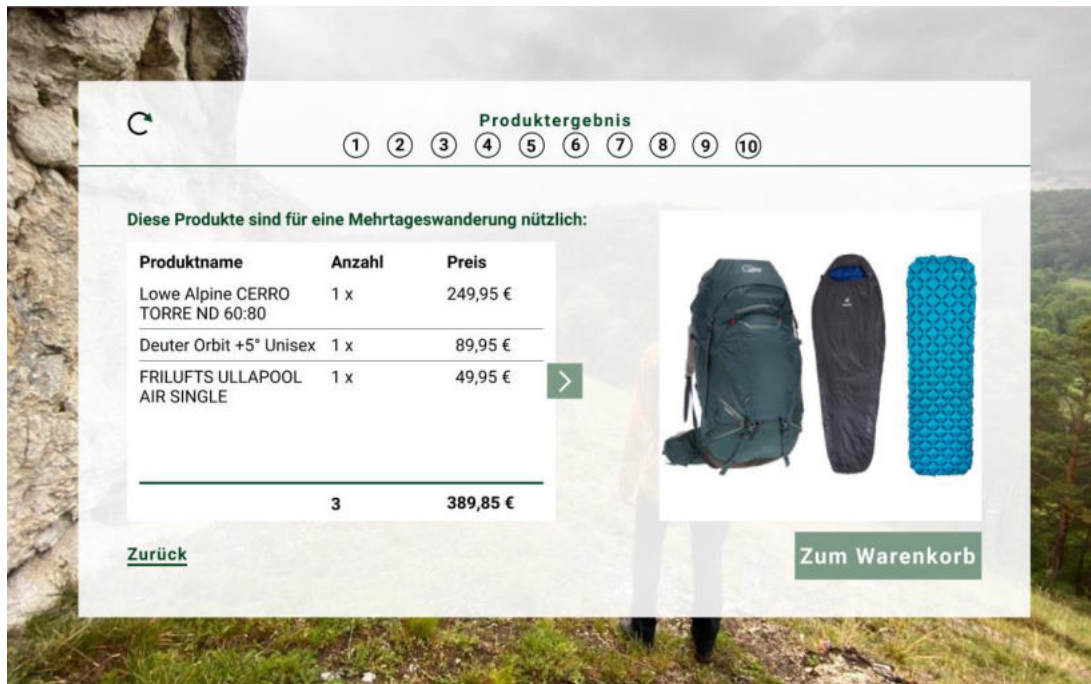 Produktergebnis
1 2 3 4 5 6 7 8 9 10
Diese Produkte sind für eine Mehrtageswanderung nützlich:
Produktname Anzahl Preis
Lowe Alpine CERRO 1 x 249,95 €
TORRE ND 60:80
Deuter Orbit +5° Unisex 1 x 89,95 €
FRILUFTS ULLAPOOL 1 x 49,95 €
AIR SINGLE
3 389,85 €
Zurück
Zum Warenkorb